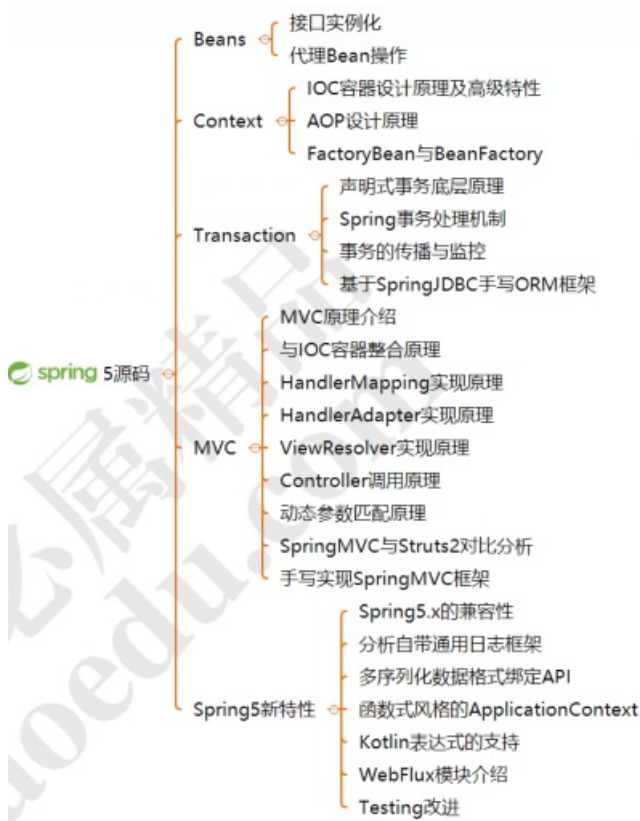 Beans
接口实例化
代理Bean操作
Context
IOC容器设计原理及高级特性
AOP设计原理
FactoryBean与BeanFactory
Transaction
声明式事务底层原理
Spring事务处理机制
事务的传播与监控
基于SpringJDBC手写ORM框架
spring 5源码
MVC
MVC原理介绍
与IOC容器整合原理
HandlerMapping实现原理
HandlerAdapter实现原理
ViewResolver实现原理
Controller调用原理
动态参数匹配原理
SpringMVC与Struts2对比分析
手写实现SpringMVC框架
Spring5新特性
Spring5.x的兼容性
分析自带通用日志框架
多序列化数据格式绑定API
函数式风格的ApplicationContext
Kotlin表达式的支持
WebFlux模块介绍
Testing改进
必属精品
oedu.com